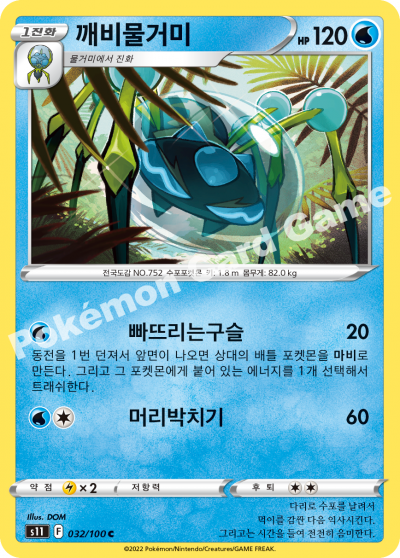 1진화
깨비물거미
HP 120
물거미에서 진화
전국도감 NO.752 수포포켓몬 키: 1.8 m 몸무게: 82.0 kg
Pokémon Card Game
빠뜨리는구슬 20
동전을 1번 던져서 앞면이 나오면 상대의 배틀 포켓몬을 마비로
만든다. 그리고 그 포켓몬에게 붙어 있는 에너지를 1개 선택해서
트래쉬한다.
머리박치기 60
약점 ×2 저항력 후퇴
Illus. DOM
s11 F 032/100 C
다리로 수포를 날려서
먹이를 감싼 다음 익사시킨다.
그리고는 시간을 들여 천천히 음미한다.
©2022 Pokémon/Nintendo/Creatures/GAME FREAK.